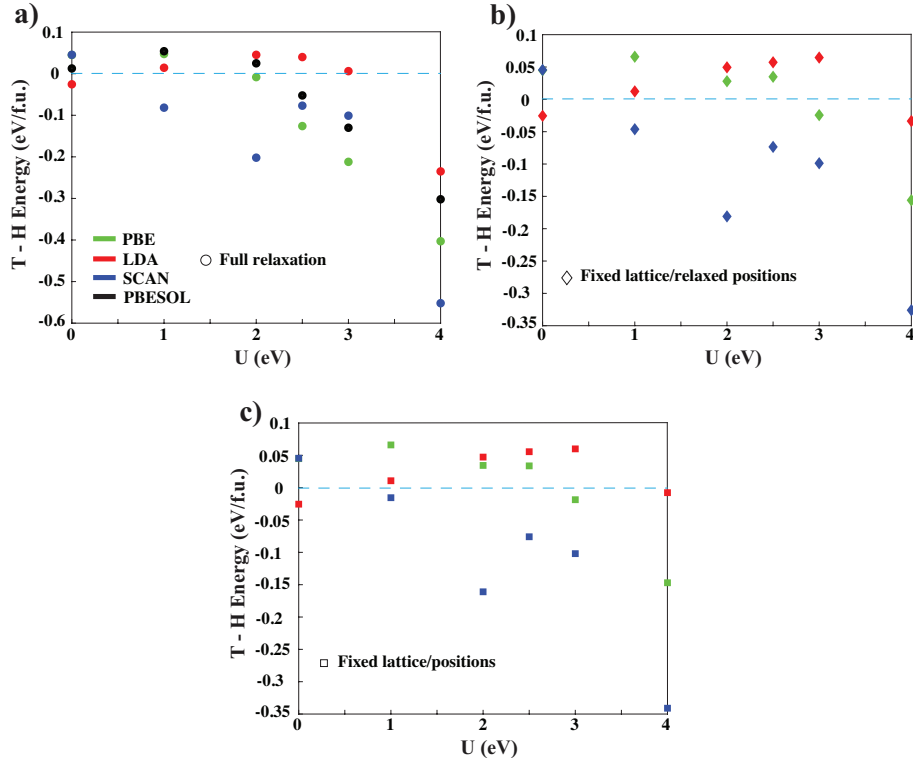 a)
0.1
0
-0.1
-0.2
-0.3
-0.4
-0.5
-0.6
T - H Energy (eV/f.u.)
PBE
LDA
SCAN
PBESOL
Full relaxation
0 1 2 3 4
U (eV)
b)
0.1
0.05
0
-0.05
-0.1
-0.15
-0.2
-0.25
-0.3
-0.35
T - H Energy (eV/f.u.)
Fixed lattice/relaxed positions
0 1 2 3 4
U (eV)
c)
0.1
0.05
0
-0.05
-0.1
-0.15
-0.2
-0.25
-0.3
-0.35
T - H Energy (eV/f.u.)
Fixed lattice/positions
0 1 2 3 4
U (eV)